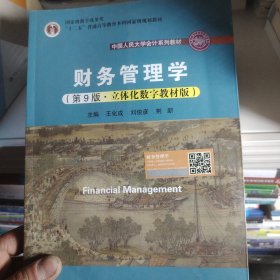 国家级教学成果奖
“十二五”普通高等教育本科国家级规划教材
中国人民大学会计系列教材
财务管理学
（第9版·立体化数字教材版）
主编 王化成 刘俊彦 荆新
Financial Management